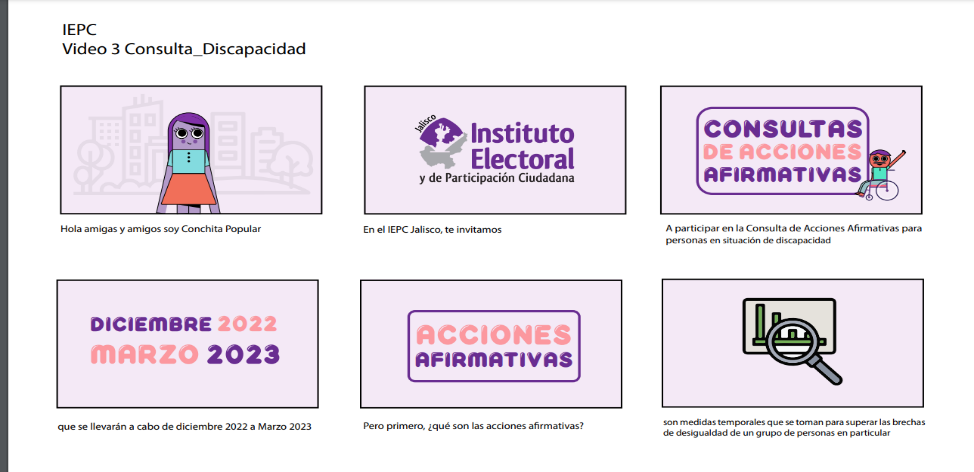 IEPC
Video 3 Consulta_Discapacidad
Hola amigas y amigos soy Conchita Popular
Jalisco
Instituto
Electoral
y de Participación Ciudadana
En el IEPC Jalisco, te invitamos
CONSULTAS
DE ACCIONES
AFIRMATIVAS
A participar en la Consulta de Acciones Afirmativas para
personas en situación de discapacidad
DICIEMBRE 2022
MARZO 2023
que se llevarán a cabo de diciembre 2022 a Marzo 2023
ACCIONES
AFIRMATIVAS
Pero primero, ¿qué son las acciones afirmativas?
son medidas temporales que se toman para superar las brechas
de desigualdad de un grupo de personas en particular